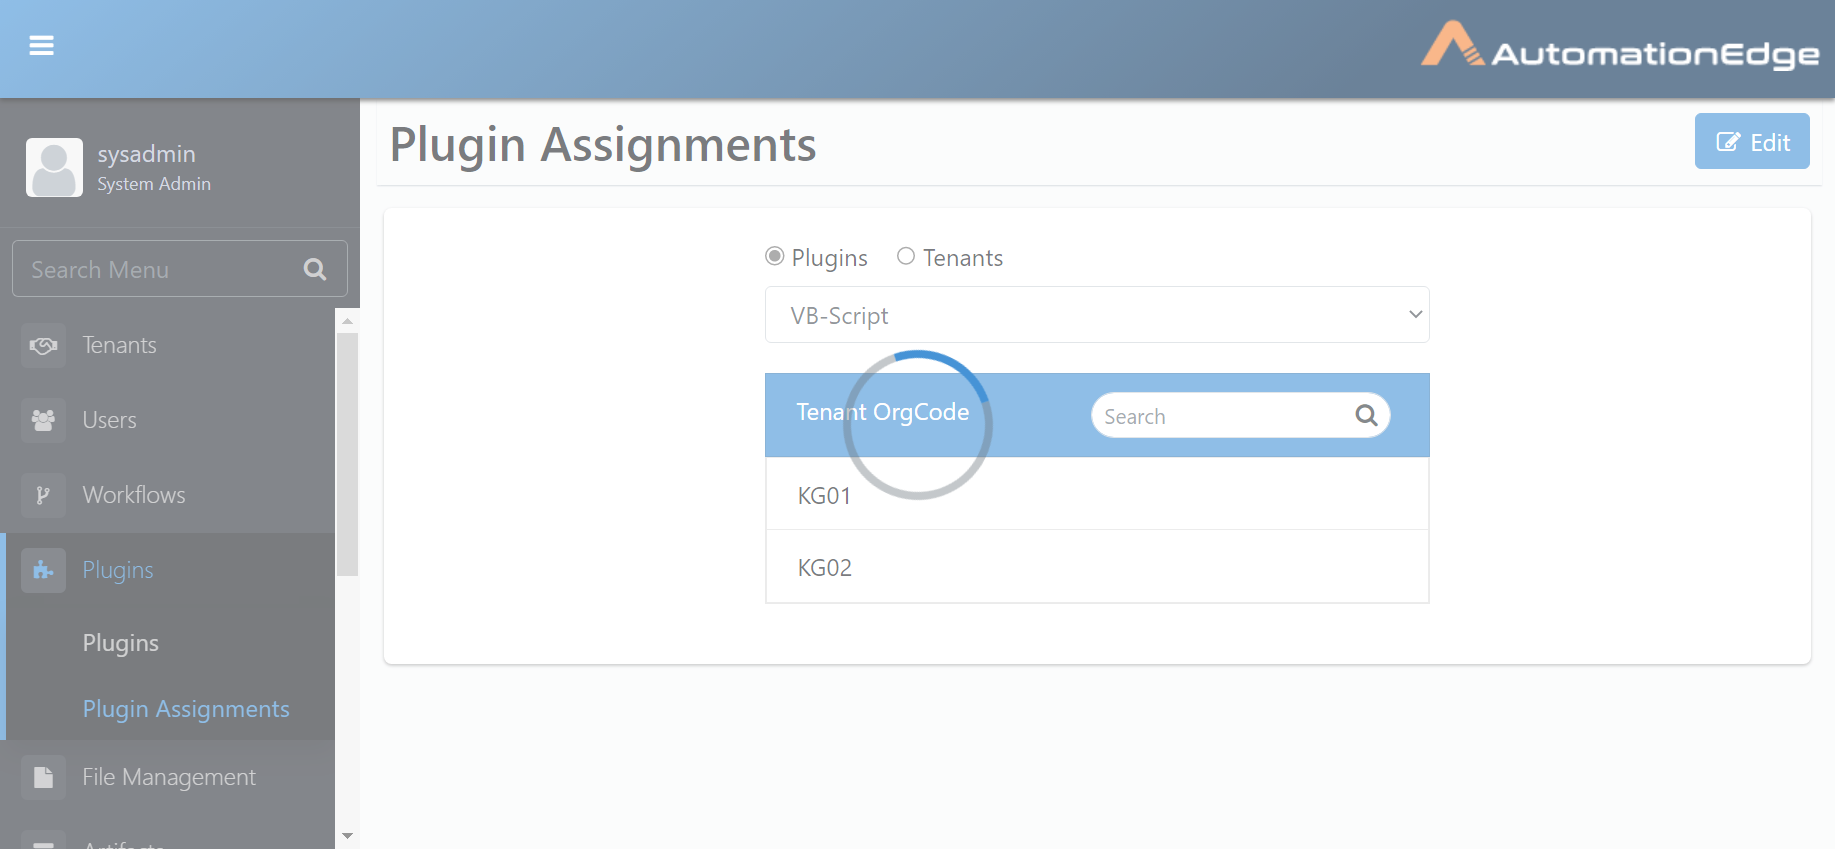 AutomationEdge
sysadmin
System Admin
Search Menu
Tenants
Users
Workflows
Plugins
Plugins
Plugin Assignments
File Management
Artifacts
Plugin Assignments
Edit
Plugins Tenants
VB-Script
Tenant OrgCode Search
KG01
KG02